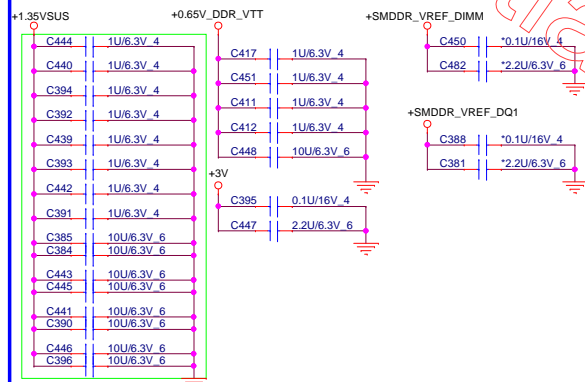 +1.35VSUS
C444 1U/6.3V_4
C440 1U/6.3V_4
C394 1U/6.3V_4
C392 1U/6.3V_4
C439 1U/6.3V_4
C393 1U/6.3V_4
C442 1U/6.3V_4
C391 1U/6.3V_4
C385 10U/6.3V_6
C384 10U/6.3V_6
C443 10U/6.3V_6
C445 10U/6.3V_6
C441 10U/6.3V_6
C390 10U/6.3V_6
C446 10U/6.3V_6
C396 10U/6.3V_6
+0.65V_DDR_VTT
C417 1U/6.3V_4
C451 1U/6.3V_4
C411 1U/6.3V_4
C412 1U/6.3V_4
C448 10U/6.3V_6
+3V
C395 0.1U/16V_4
C447 2.2U/6.3V_6
+SMDDR_VREF_DIMM
C450 *0.1U/16V_4
C482 *2.2U/6.3V_6
+SMDDR_VREF_DQ1
C388 *0.1U/16V_4
C381 *2.2U/6.3V_6